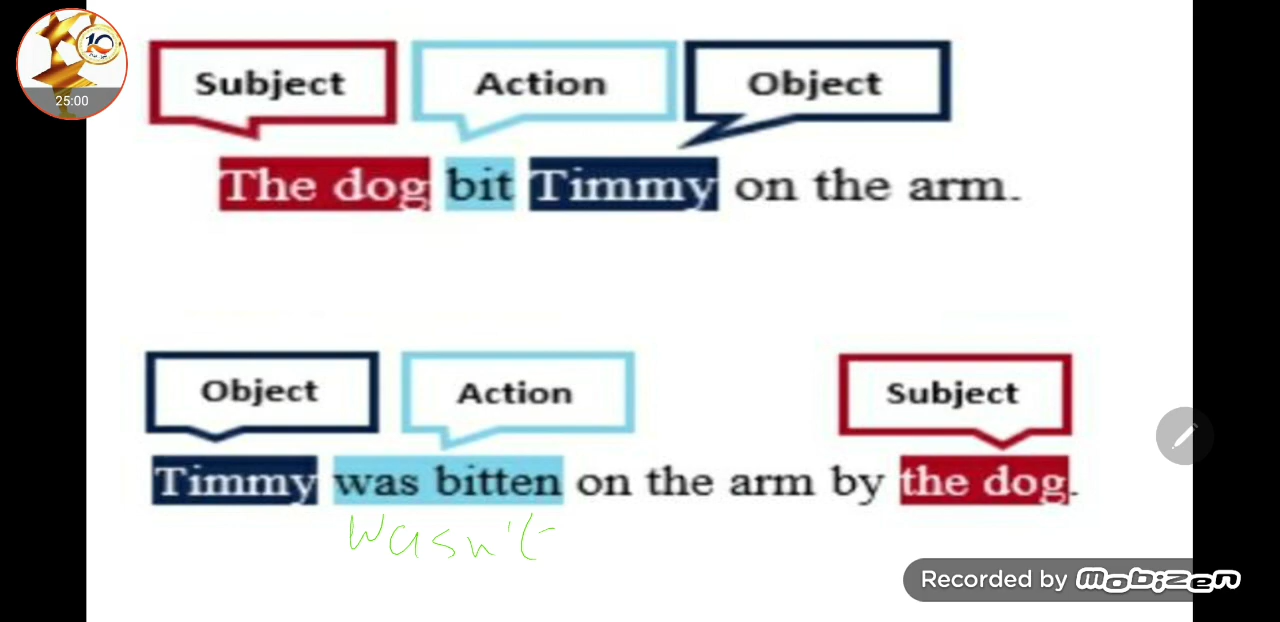 10
25:00
Subject Action Object
The dog bit Timmy on the arm.
Object Action Subject
Timmy was bitten on the arm by the dog.
wasn't
Recorded by Mobizen